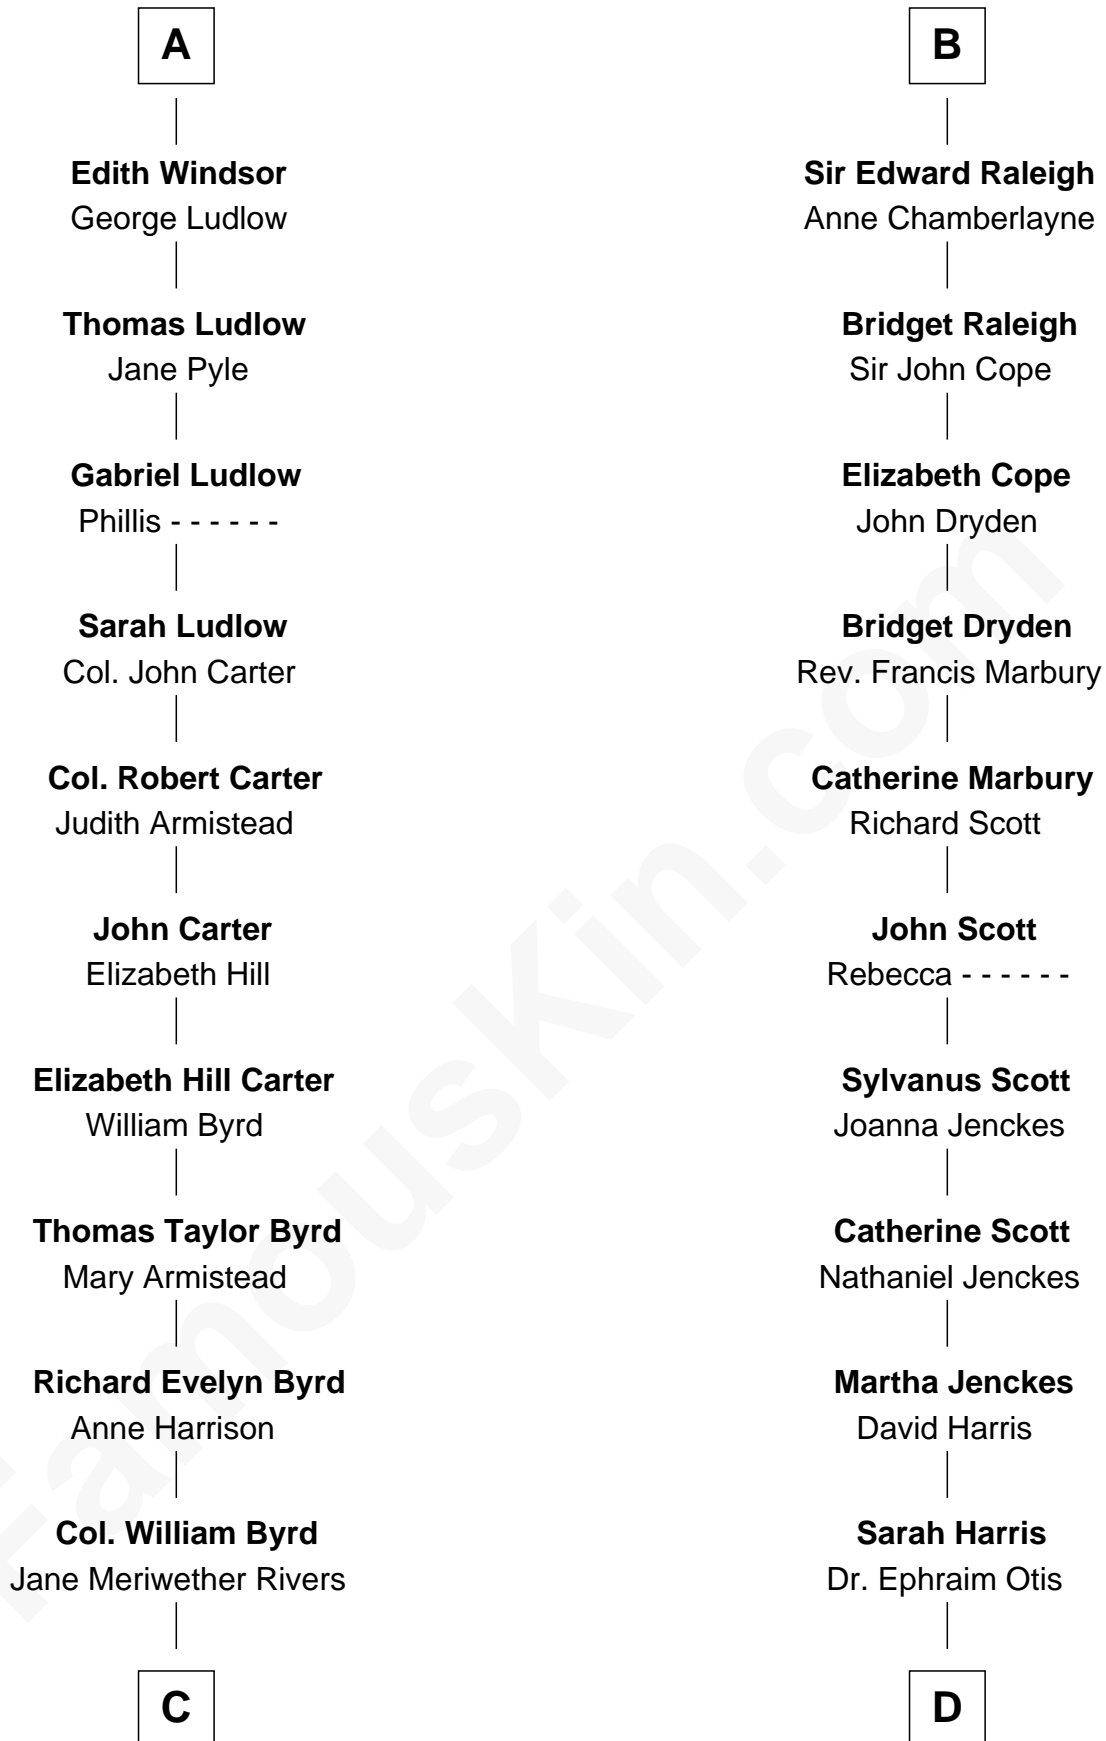 A
Edith Windsor
George Ludlow
Thomas Ludlow
Jane Pyle
Gabriel Ludlow
Phillis - - - - - -
Sarah Ludlow
Col. John Carter
Col. Robert Carter
Judith Armistead
John Carter
Elizabeth Hill
Elizabeth Hill Carter
William Byrd
Thomas Taylor Byrd
Mary Armistead
Richard Evelyn Byrd
Anne Harrison
Col. William Byrd
Jane Meriwether Rivers
C
B
Sir Edward Raleigh
Anne Chamberlayne
Bridget Raleigh
Sir John Cope
Elizabeth Cope
John Dryden
Bridget Dryden
Rev. Francis Marbury
Catherine Marbury
Richard Scott
John Scott
Rebecca - - - - - -
Sylvanus Scott
Joanna Jenckes
Catherine Scott
Nathaniel Jenckes
Martha Jenckes
David Harris
Sarah Harris
Dr. Ephraim Otis
D
FamousKin.com